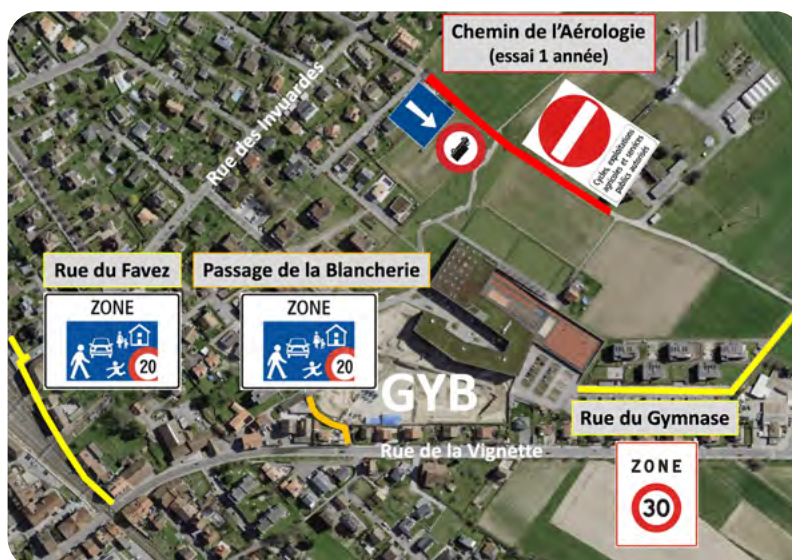 Chemin de l'Aérologie
(essai 1 année)
Rue des Invuardes
Cycles, exploitations
agricoles et services
publics autorisés
Rue du Favez
Passage de la Blancherie
ZONE
20
ZONE
20
GYB
Rue du Gymnase
Rue de la Vignette
ZONE
30